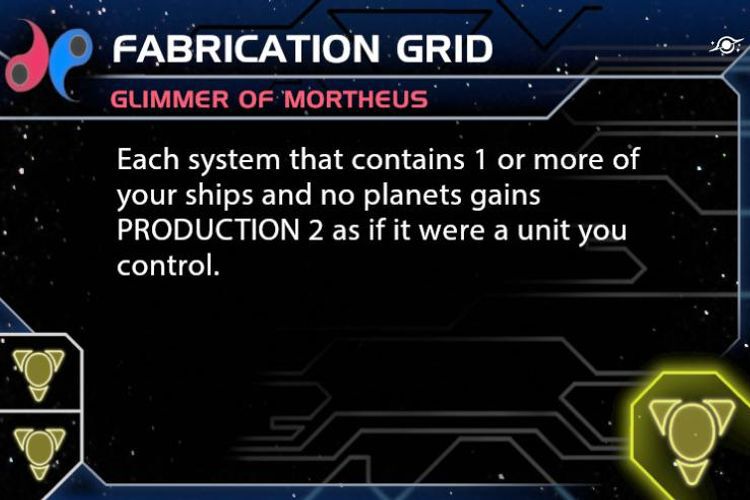 FABRICATION GRID
GLIMMER OF MORTHEUS
Each system that contains 1 or more of
your ships and no planets gains
PRODUCTION 2 as if it were a unit you
control.